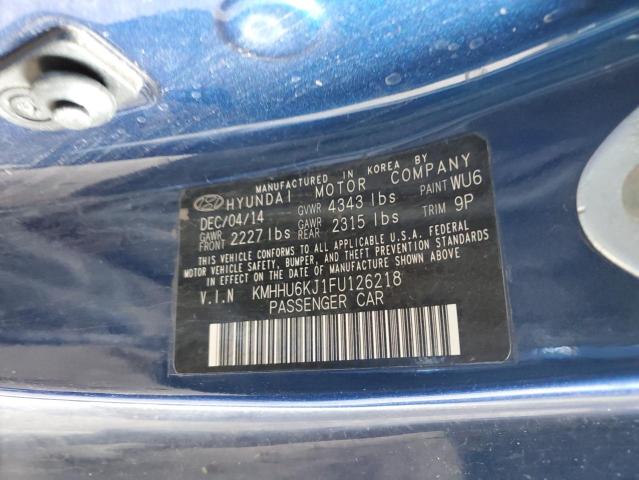 MANUFACTURED IN KOREA BY
HYUNDAI MOTOR COMPANY
DEC/04/14 GVWR 4343 lbs PAINT WU6
GAWR FRONT 2227 lbs GAWR REAR 2315 lbs TRIM 9P
THIS VEHICLE CONFORMS TO ALL APPLICABLE U.S.A. FEDERAL
MOTOR VEHICLE SAFETY, BUMPER, AND THEFT PREVENTION
STANDARDS IN EFFECT ON THE DATE OF MANUFACTURE SHOWN ABOVE
V.I.N KMHHU6KJ1FU126218
PASSENGER CAR